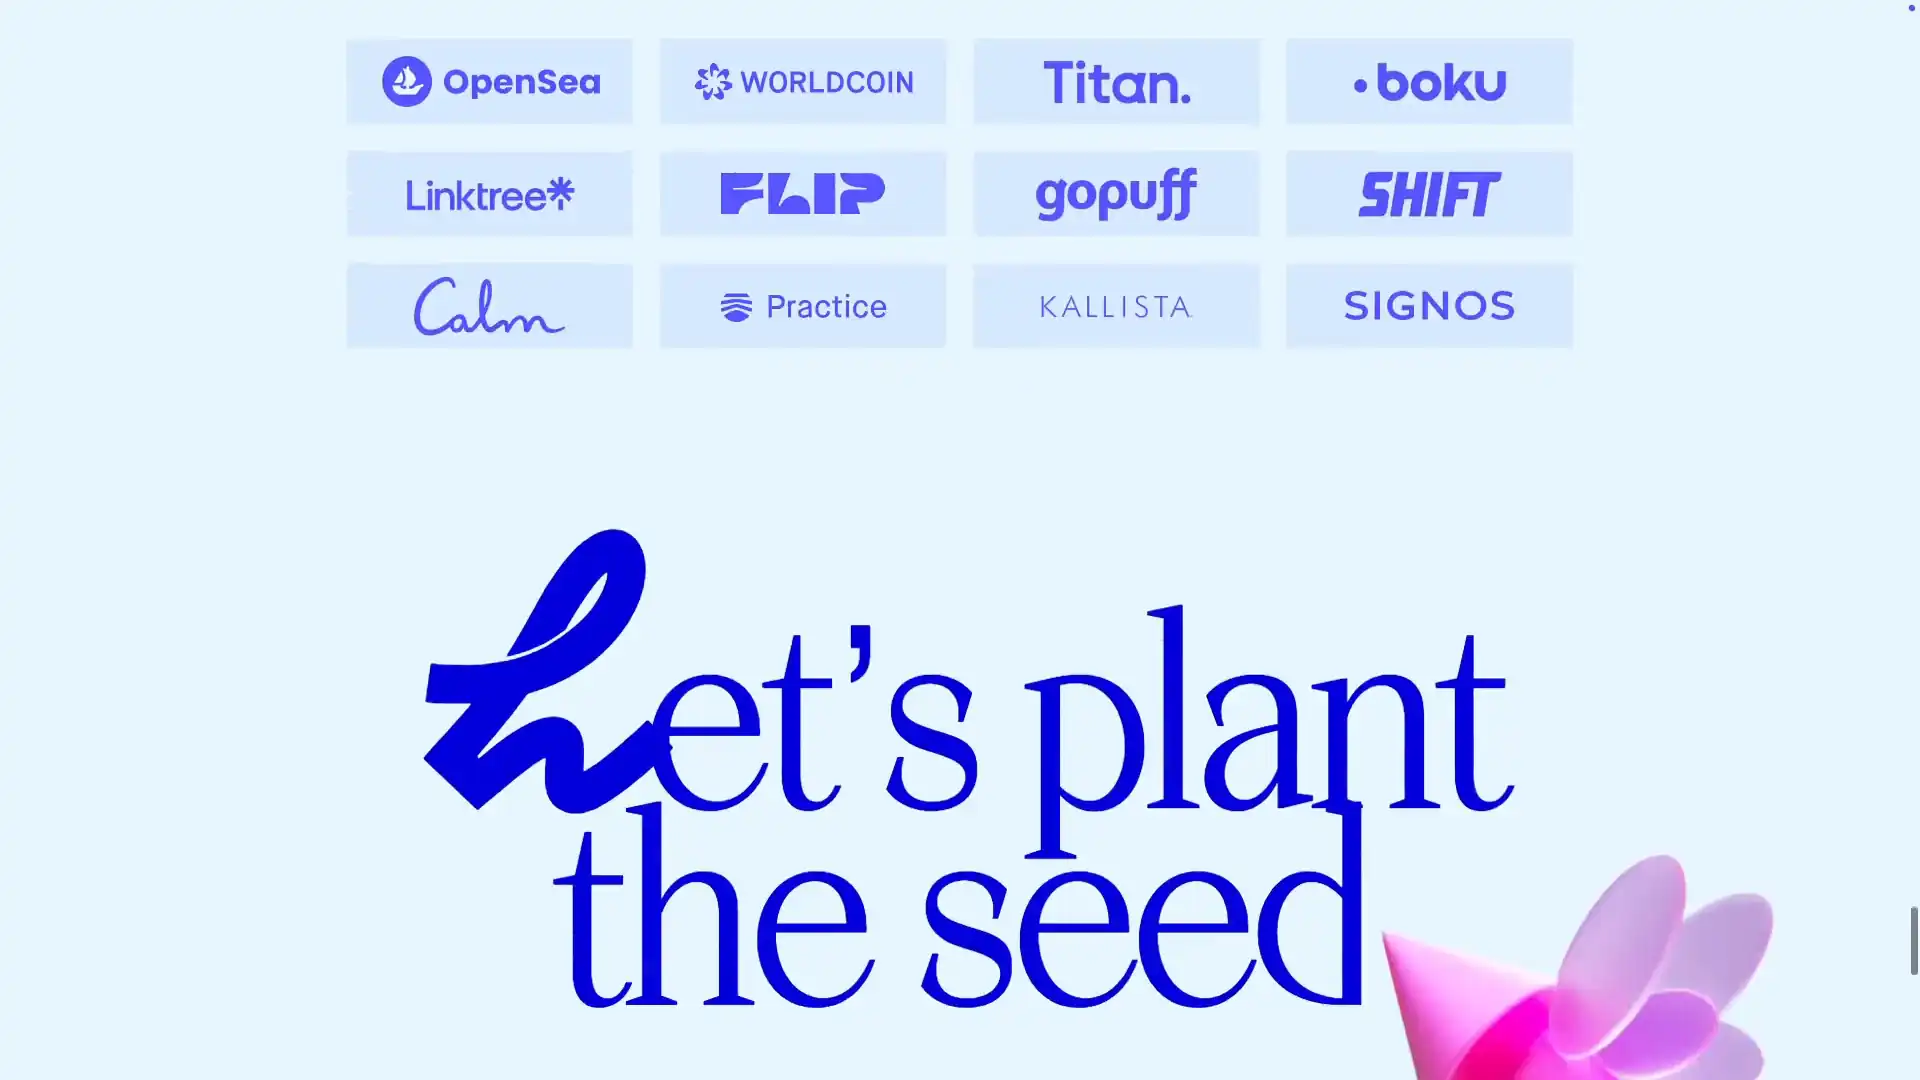 OpenSea WORLDCOIN Titan. boku
Linktree* FLIP gopuff SHIFT
Calm Practice KALLISTA SIGNOS
Let's plant
the seed